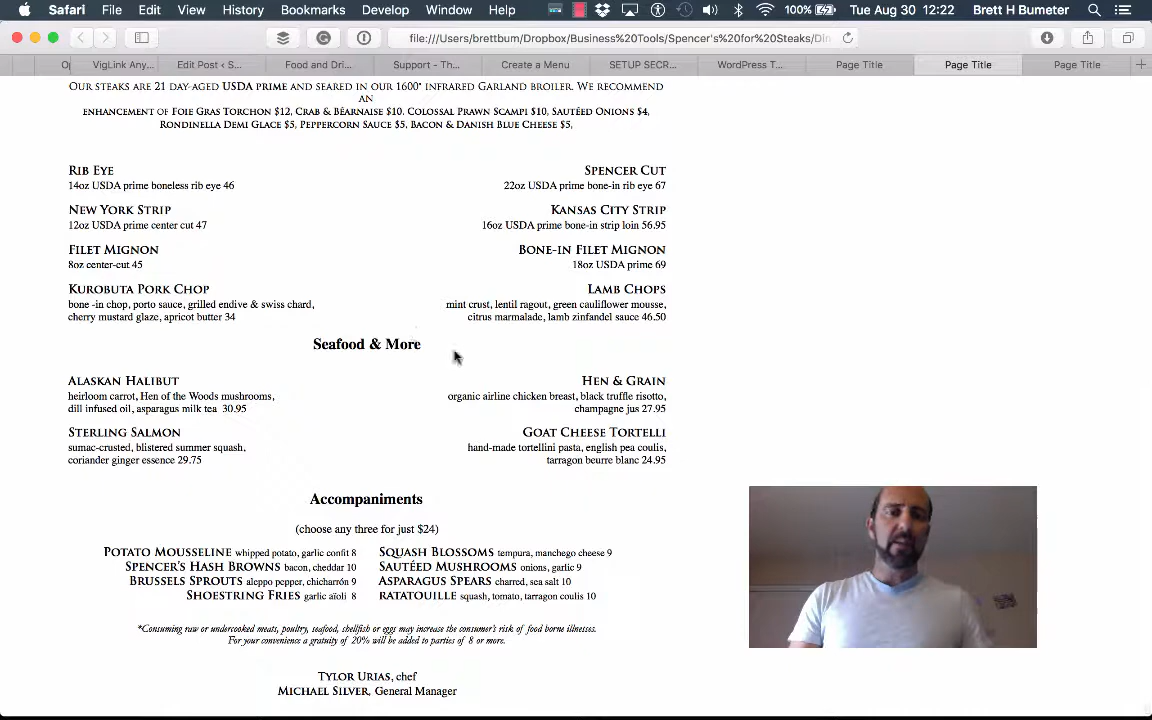 Safari File Edit View History Bookmarks Develop Window Help 100% Tue Aug 30 12:22 Brett H Bumeter
file:///Users/brettbum/Dropbox/Business%20Tools/Spencer's%20for%20Steaks/Din
VigLink Any... Edit Post ‹ S... Food and Dri... Support - Th... Create a Menu SETUP SECR... WordPress T... Page Title Page Title Page Title
Our steaks are 21 day-aged USDA prime and seared in our 1600° infrared Garland broiler. We recommend
an
enhancement of Foie Gras Torchon $12, Crab & Béarnaise $10, Colossal Prawn Scampi $10, Sautéed Onions $4,
Rondinella Demi Glace $5, Peppercorn Sauce $5, Bacon & Danish Blue Cheese $5,
Rib Eye
14oz USDA prime boneless rib eye 46
Spencer Cut
22oz USDA prime bone-in rib eye 67
New York Strip
12oz USDA prime center cut 47
Kansas City Strip
16oz USDA prime bone-in strip loin 56.95
Filet Mignon
8oz center-cut 45
Bone-in Filet Mignon
18oz USDA prime 69
Kurobuta Pork Chop
bone -in chop, porto sauce, grilled endive & swiss chard,
cherry mustard glaze, apricot butter 34
Lamb Chops
mint crust, lentil ragout, green cauliflower mousse,
citrus marmalade, lamb zinfandel sauce 46.50
Seafood & More
Alaskan Halibut
heirloom carrot, Hen of the Woods mushrooms,
dill infused oil, asparagus milk tea 30.95
Hen & Grain
organic airline chicken breast, black truffle risotto,
champagne jus 27.95
Sterling Salmon
sumac-crusted, blistered summer squash,
coriander ginger essence 29.75
Goat Cheese Tortelli
hand-made tortellini pasta, english pea coulis,
tarragon beurre blanc 24.95
Accompaniments
(choose any three for just $24)
Potato Mousseline whipped potato, garlic confit 8
Spencer's Hash Browns bacon, cheddar 10
Brussels Sprouts aleppo pepper, chicharrón 9
Shoestring Fries garlic aïoli 8
Squash Blossoms tempura, manchego cheese 9
Sautéed Mushrooms onions, garlic 9
Asparagus Spears charred, sea salt 10
RATATOUILLE squash, tomato, tarragon coulis 10
*Consuming raw or undercooked meats, poultry, seafood, shellfish or eggs may increase the consumer's risk of food borne illnesses.
For your convenience a gratuity of 20% will be added to parties of 8 or more.
Tylor Urias, chef
Michael Silver, General Manager